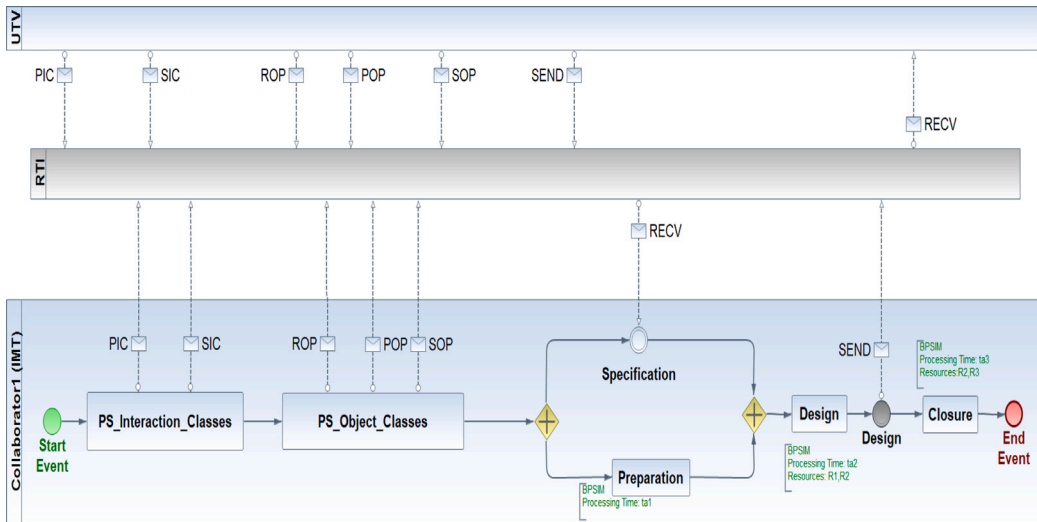 UTV
PIC
SIC
ROP
POP
SOP
SEND
RECV
RTI
RECV
Collaborator1 (IMT)
PIC
SIC
ROP
POP
SOP
SEND
BPSIM
Processing Time: ta3
Resources:R2,R3
Specification
PS_Interaction_Classes
PS_Object_Classes
Design
Closure
Start
Event
Design
End
Event
BPSIM
Processing Time: ta2
Resources: R1,R2
Preparation
BPSIM
Processing Time: ta1